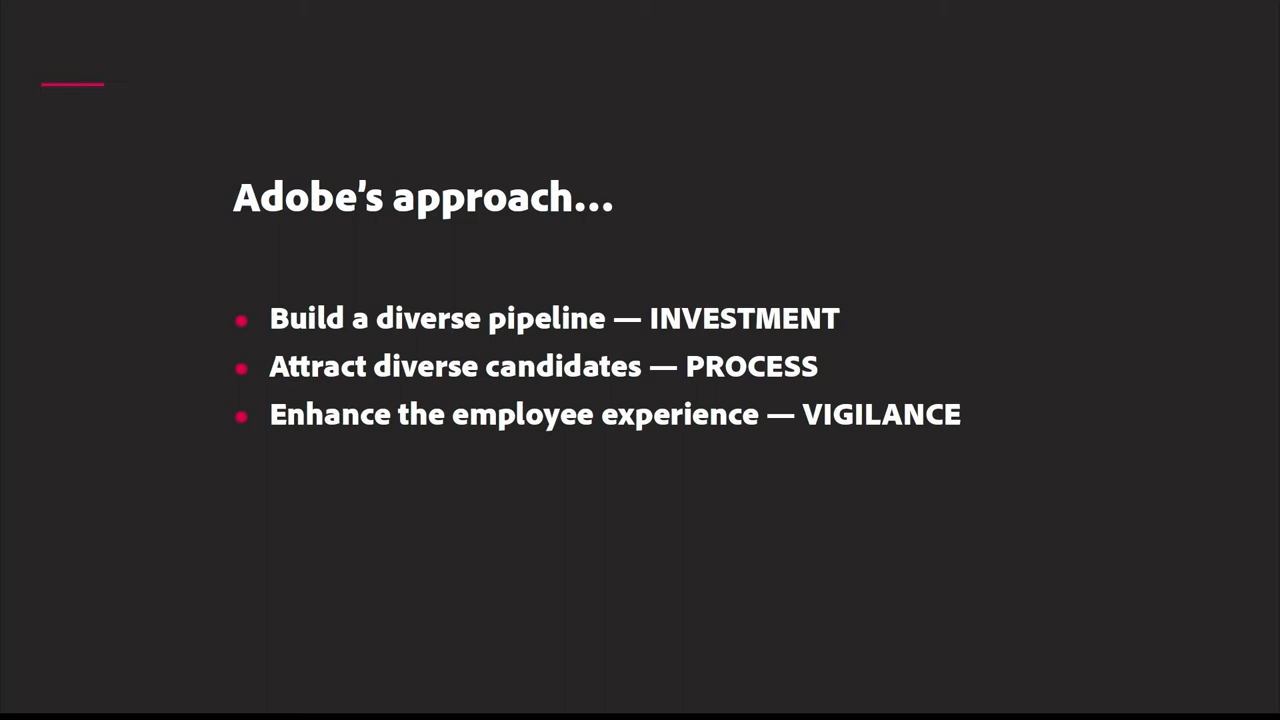 Adobe's approach...
Build a diverse pipeline — INVESTMENT
Attract diverse candidates — PROCESS
Enhance the employee experience — VIGILANCE